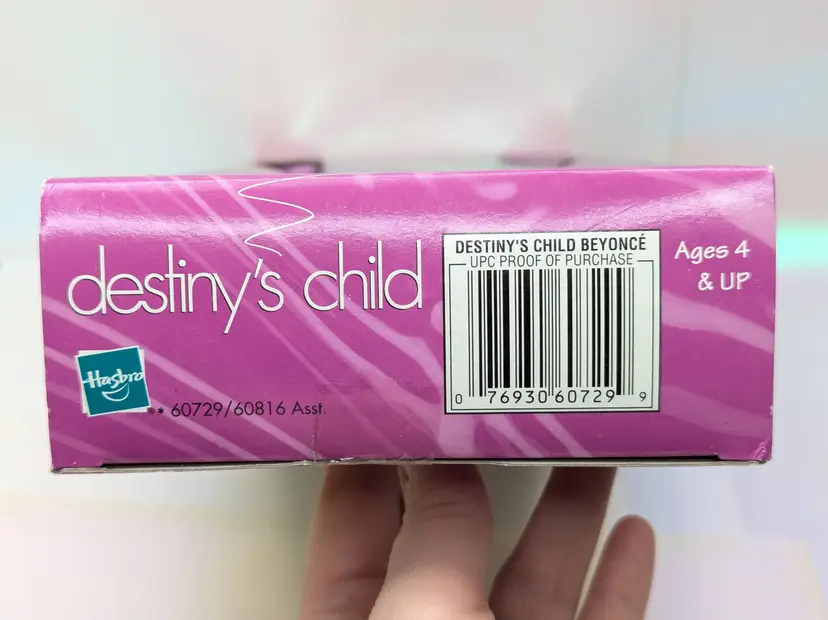 destiny's child
DESTINY'S CHILD BEYONCÉ
UPC PROOF OF PURCHASE
Ages 4
& UP
Hasbro
** 60729/60816 Asst.
0 76930 60729 9